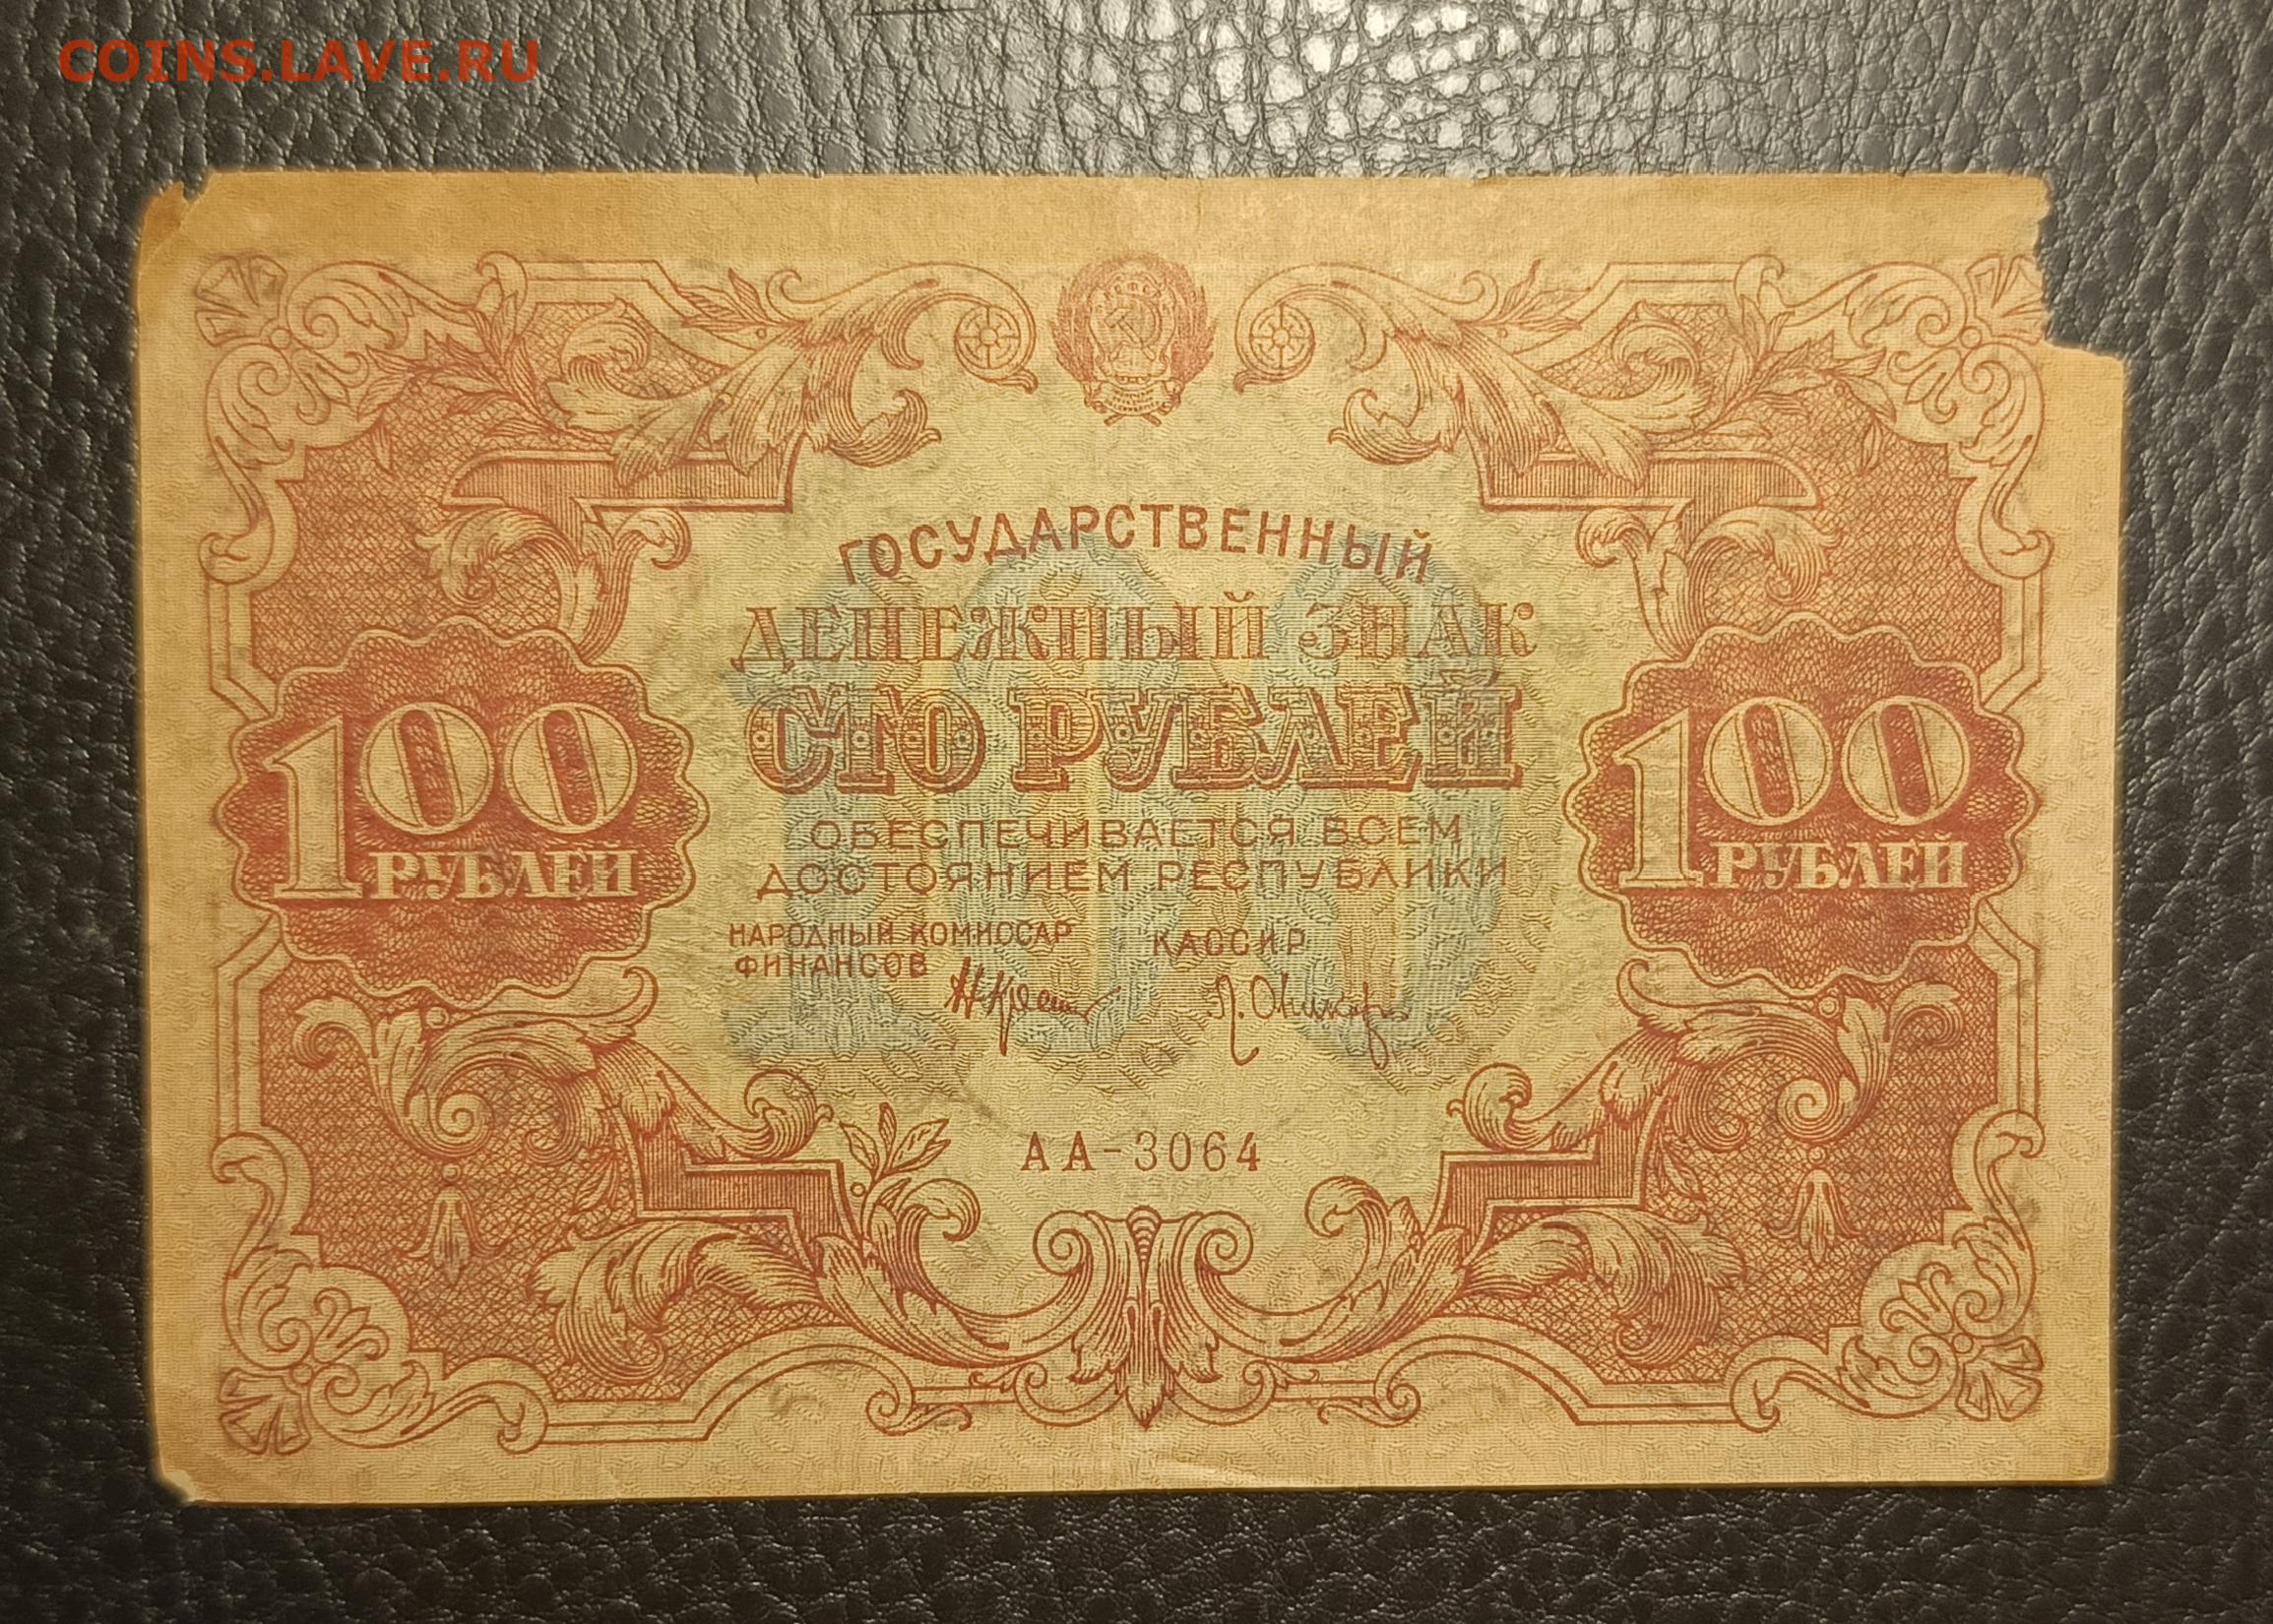 COINS.LAVE.RU
ГОСУДАРСТВЕННЫЙ
ДЕНЕЖНЫЙ ЗНАК
СТО РУБЛЕЙ
100
РУБЛЕЙ
100
РУБЛЕЙ
ОБЕСПЕЧИВАЕТСЯ ВСЕМ
ДОСТОЯНИЕМ РЕСПУБЛИКИ
НАРОДНЫЙ КОМИССАР
ФИНАНСОВ
КАССИР
АА-3064